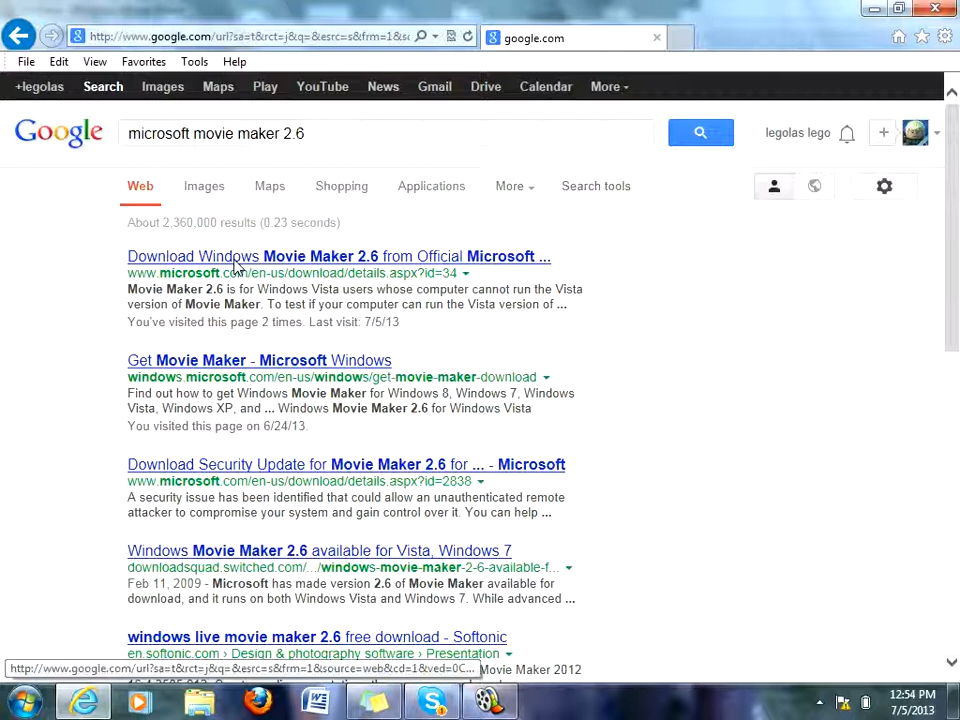 http://www.google.com/url?sa=t&rct=j&q=&esrc=s&frm=1&sc
google.com
File Edit View Favorites Tools Help
+legolas Search Images Maps Play YouTube News Gmail Drive Calendar More
Google microsoft movie maker 2.6 legolas lego
Web Images Maps Shopping Applications More Search tools
About 2,360,000 results (0.23 seconds)
Download Windows Movie Maker 2.6 from Official Microsoft ...
www.microsoft.com/en-us/download/details.aspx?id=34
Movie Maker 2.6 is for Windows Vista users whose computer cannot run the Vista
version of Movie Maker. To test if your computer can run the Vista version of ...
You've visited this page 2 times. Last visit: 7/5/13
Get Movie Maker - Microsoft Windows
windows.microsoft.com/en-us/windows/get-movie-maker-download
Find out how to get Windows Movie Maker for Windows 8, Windows 7, Windows
Vista, Windows XP, and ... Windows Movie Maker 2.6 for Windows Vista
You visited this page on 6/24/13.
Download Security Update for Movie Maker 2.6 for ... - Microsoft
www.microsoft.com/en-us/download/details.aspx?id=2838
A security issue has been identified that could allow an unauthenticated remote
attacker to compromise your system and gain control over it. You can help ...
Windows Movie Maker 2.6 available for Vista, Windows 7
downloadsquad.switched.com/.../windows-movie-maker-2-6-available-f...
Feb 11, 2009 - Microsoft has made version 2.6 of Movie Maker available for
download, and it runs on both Windows Vista and Windows 7. While advanced ...
windows live movie maker 2.6 free download - Softonic
en.softonic.com › Design & photography software › Presentation
http://www.google.com/url?sa=t&rct=j&q=&esrc=s&frm=1&source=web&cd=1&ved=0C...
Movie Maker 2012
12:54 PM
7/5/2013